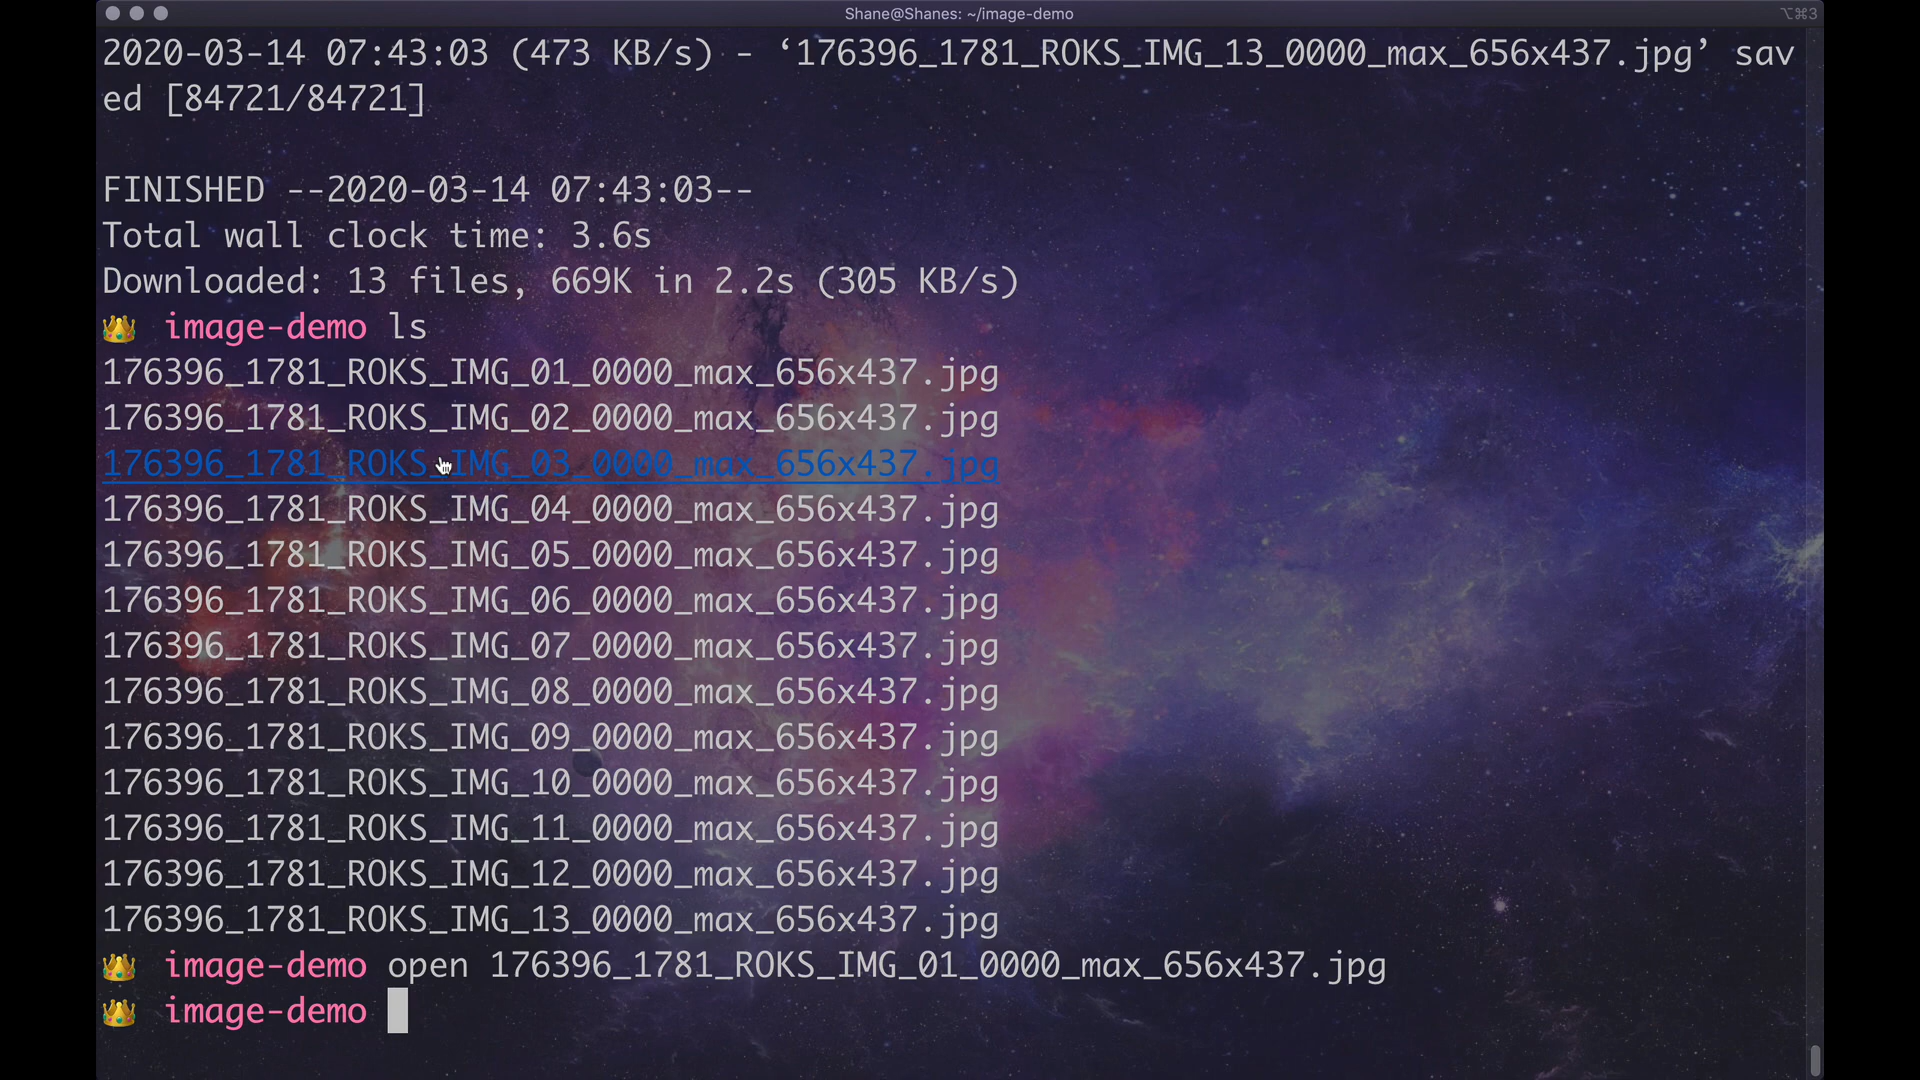 Shane@Shanes: ~/image-demo
⌥⌘3
2020-03-14 07:43:03 (473 KB/s) - ‘176396_1781_ROKS_IMG_13_0000_max_656x437.jpg’ sav
ed [84721/84721]
FINISHED --2020-03-14 07:43:03--
Total wall clock time: 3.6s
Downloaded: 13 files, 669K in 2.2s (305 KB/s)
👑 image-demo ls
176396_1781_ROKS_IMG_01_0000_max_656x437.jpg
176396_1781_ROKS_IMG_02_0000_max_656x437.jpg
176396_1781_ROKS_IMG_03_0000_max_656x437.jpg
176396_1781_ROKS_IMG_04_0000_max_656x437.jpg
176396_1781_ROKS_IMG_05_0000_max_656x437.jpg
176396_1781_ROKS_IMG_06_0000_max_656x437.jpg
176396_1781_ROKS_IMG_07_0000_max_656x437.jpg
176396_1781_ROKS_IMG_08_0000_max_656x437.jpg
176396_1781_ROKS_IMG_09_0000_max_656x437.jpg
176396_1781_ROKS_IMG_10_0000_max_656x437.jpg
176396_1781_ROKS_IMG_11_0000_max_656x437.jpg
176396_1781_ROKS_IMG_12_0000_max_656x437.jpg
176396_1781_ROKS_IMG_13_0000_max_656x437.jpg
👑 image-demo open 176396_1781_ROKS_IMG_01_0000_max_656x437.jpg
👑 image-demo